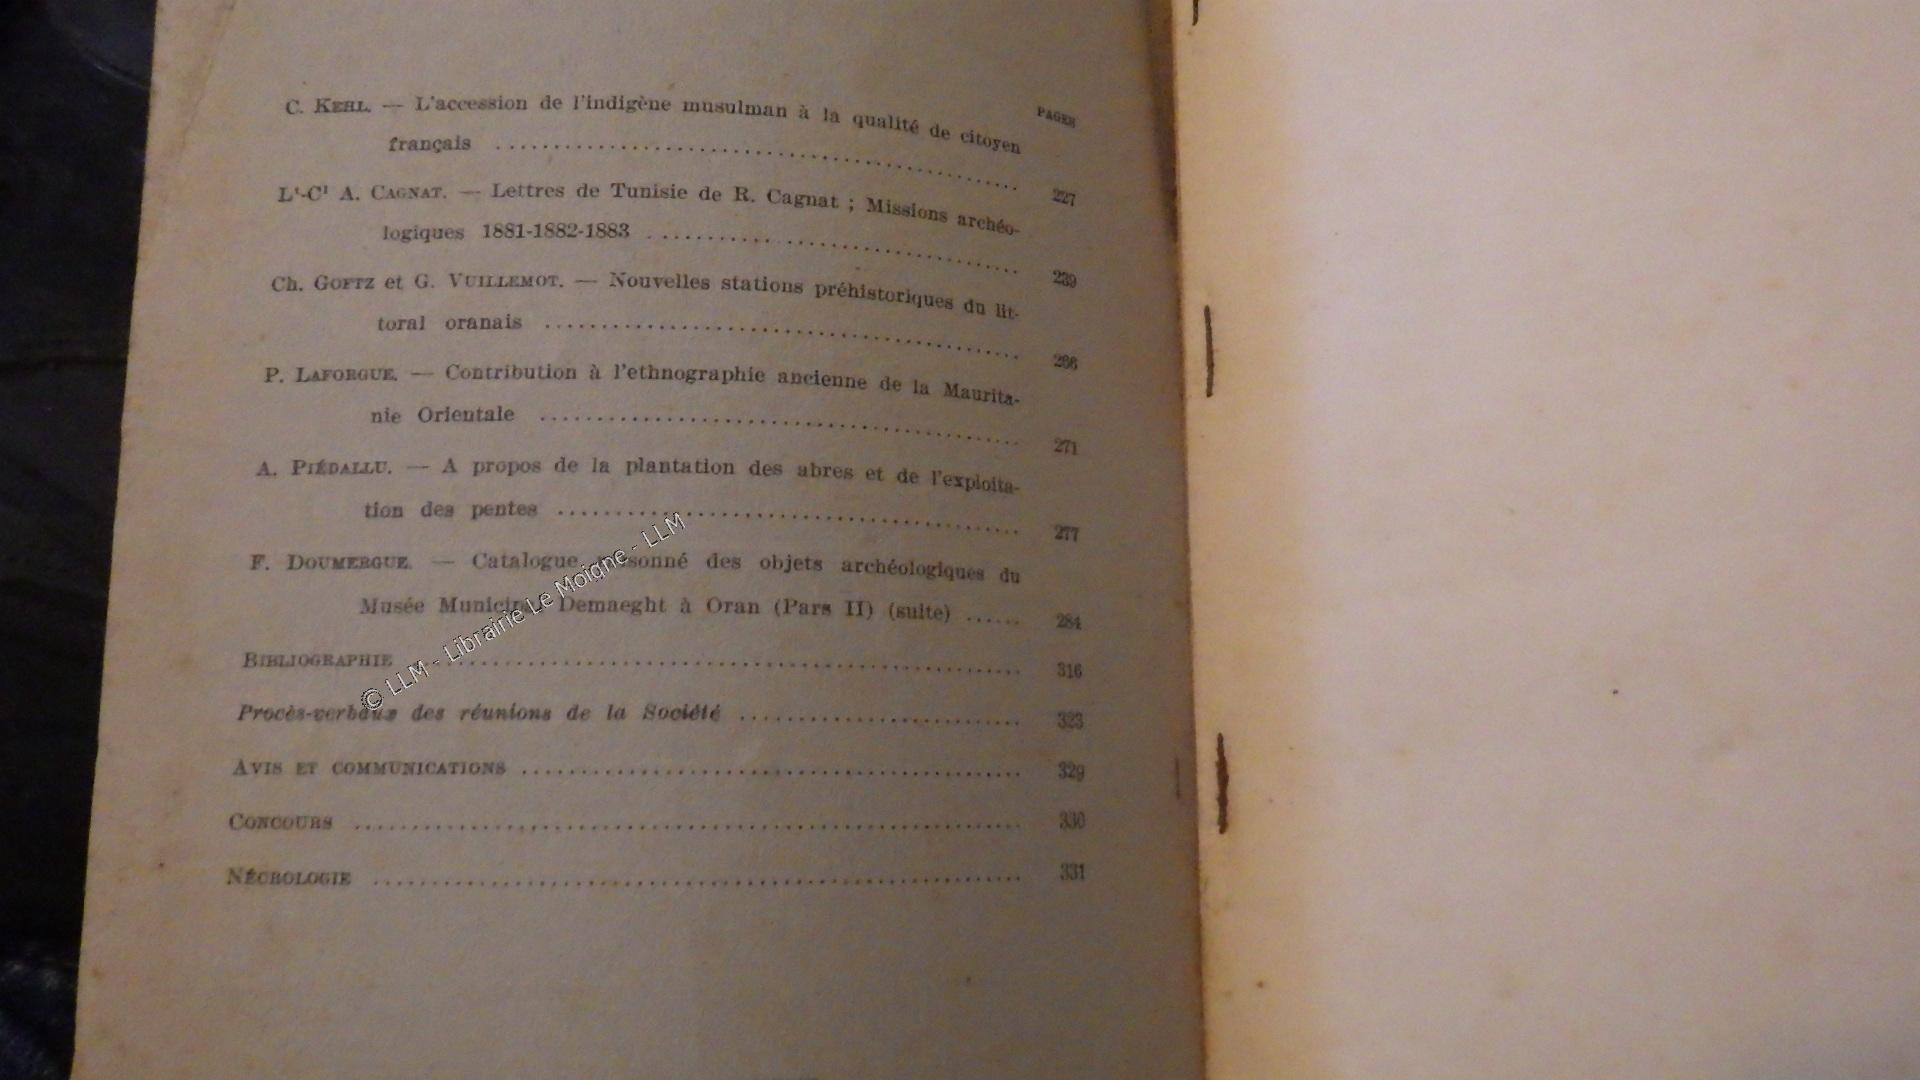 PAGES
C. KEHL. — L'accession de l'indigène musulman à la qualité de citoyen
français .......... 227
Lt-Cl A. CAGNAT. — Lettres de Tunisie de R. Cagnat ; Missions archéo-
logiques 1881-1882-1883 .......... 239
Ch. GOETZ et G. VUILLEMOT. — Nouvelles stations préhistoriques du lit-
toral oranais .......... 266
P. LAFORGUE. — Contribution à l'ethnographie ancienne de la Maurita-
nie Orientale .......... 271
A. PIÉDALLU. — A propos de la plantation des abres et de l'exploita-
tion des pentes .......... 277
F. DOUMERGUE. — Catalogue raisonné des objets archéologiques du
Musée Municipal Demaeght à Oran (Pars II) (suite) ...... 284
BIBLIOGRAPHIE .......... 316
Procès-verbaux des réunions de la Société .......... 323
AVIS ET COMMUNICATIONS .......... 329
CONCOURS .......... 330
NÉCROLOGIE .......... 331
© LLM - Librairie Le Moigne - LLM